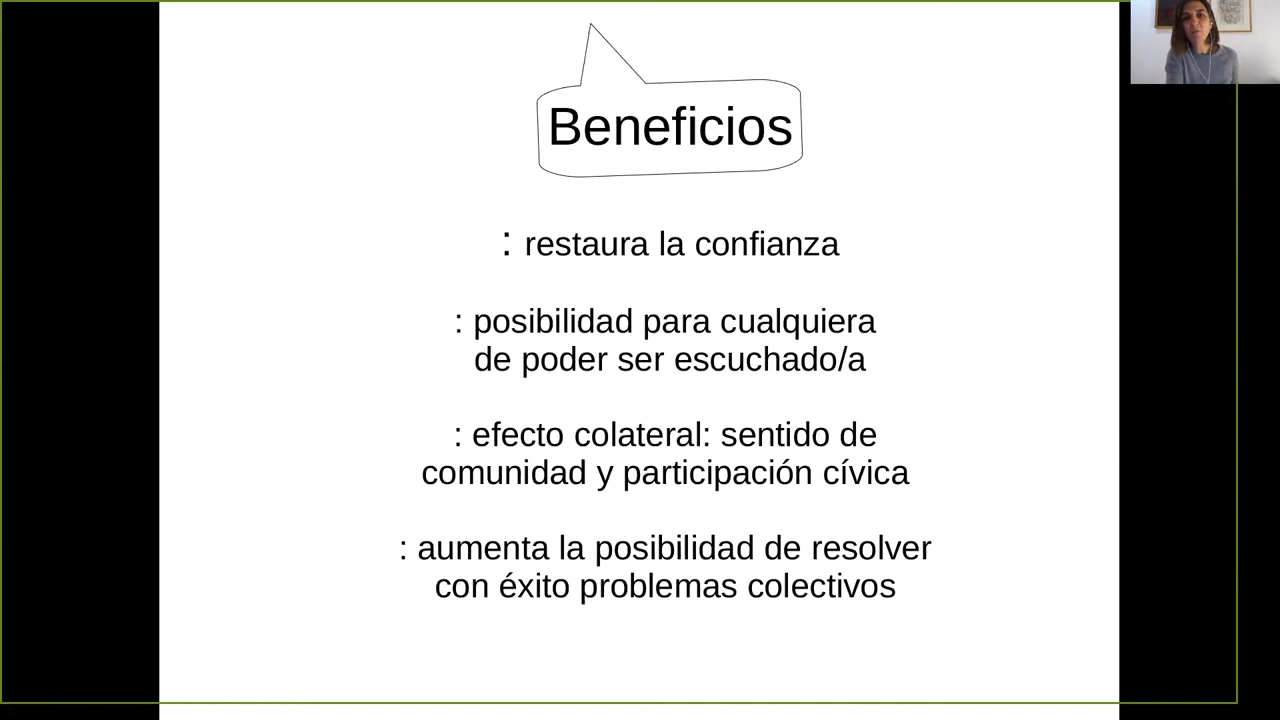 Beneficios
: restaura la confianza
: posibilidad para cualquiera
de poder ser escuchado/a
: efecto colateral: sentido de
comunidad y participación cívica
: aumenta la posibilidad de resolver
con éxito problemas colectivos